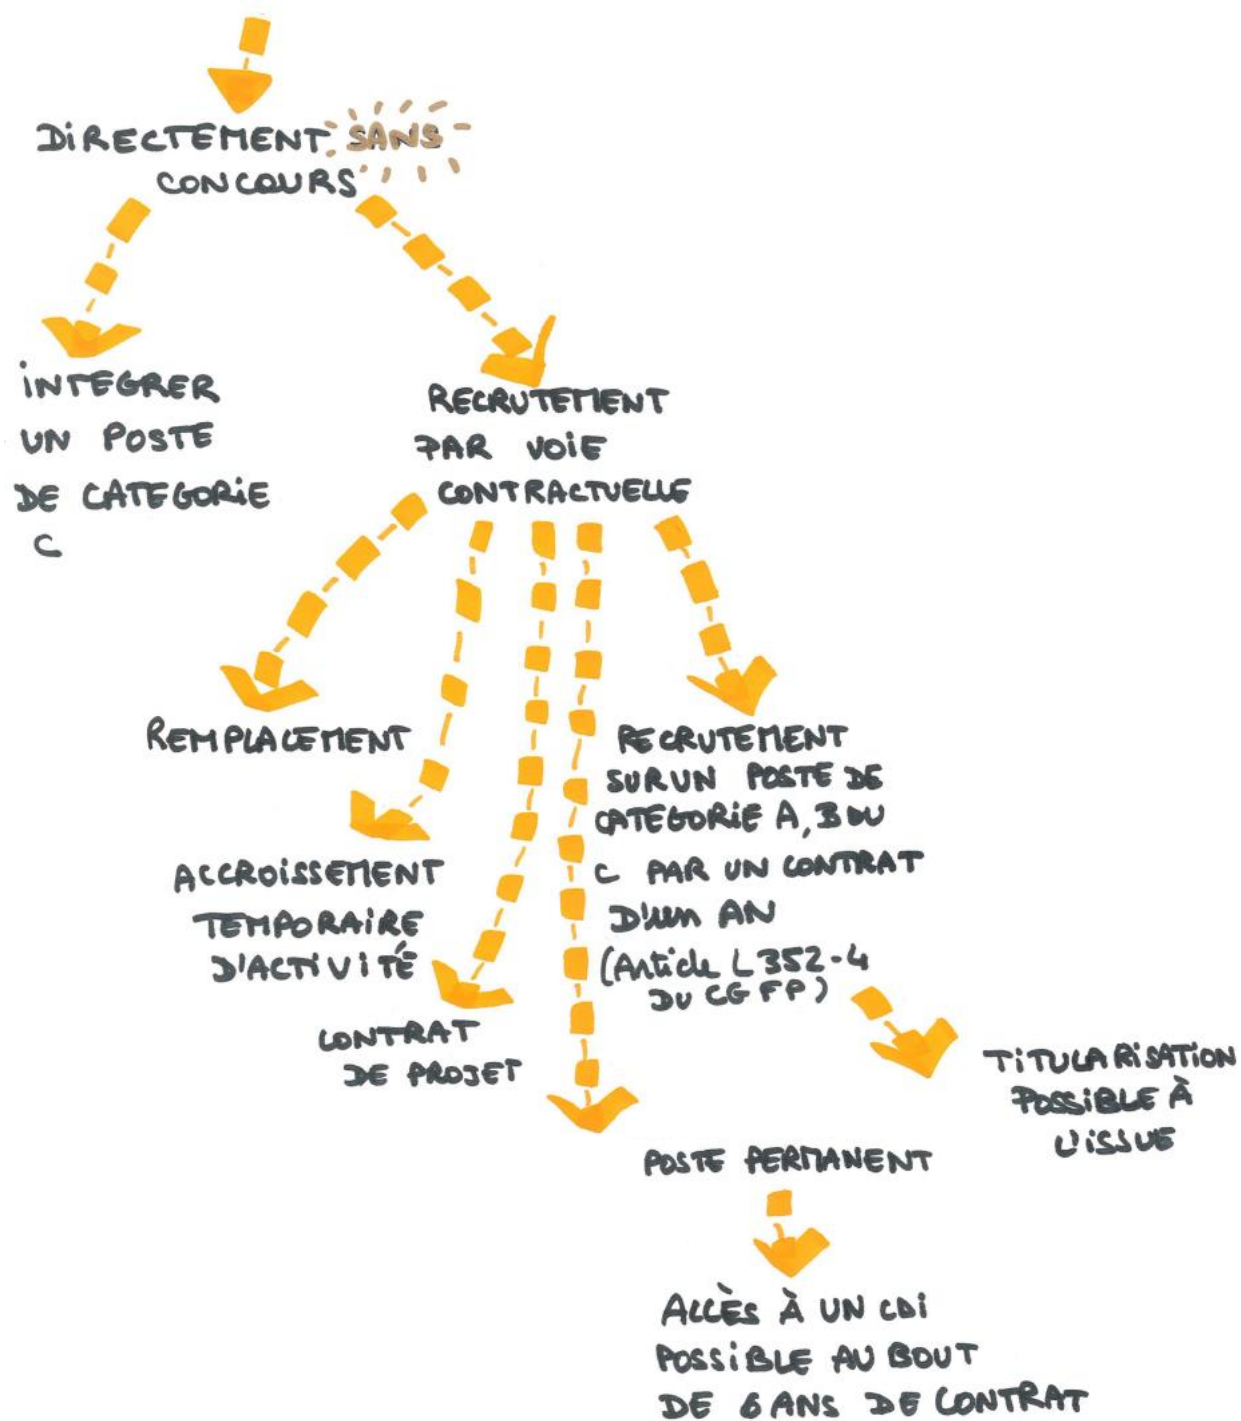 DIRECTEMENT SANS
CONCOURS
INTEGRER
UN POSTE
DE CATEGORIE
C
RECRUTEMENT
PAR VOIE
CONTRACTUELLE
REMPLACEMENT
ACCROISSEMENT
TEMPORAIRE
D'ACTIVITÉ
CONTRAT
DE PROJET
RECRUTEMENT
SUR UN POSTE DE
CATEGORIE A, B OU
C PAR UN CONTRAT
D'un AN
(Article L 352-4
DU CGFP)
TITULARISATION
POSSIBLE À
L'ISSUE
POSTE PERMANENT
ACCÈS À UN CDI
POSSIBLE AU BOUT
DE 6 ANS DE CONTRAT